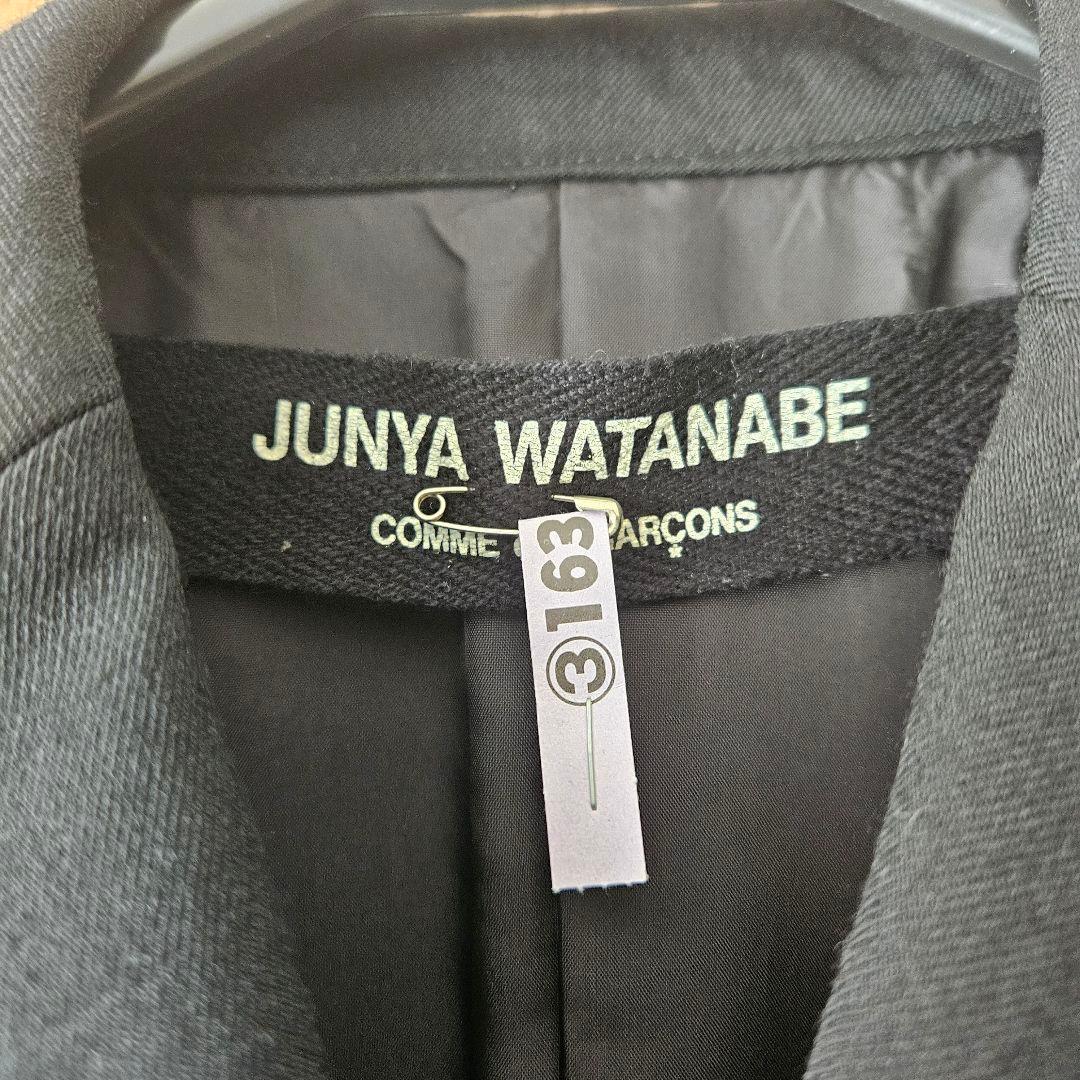 JUNYA WATANABE
COMME ARÇONS
*
③163